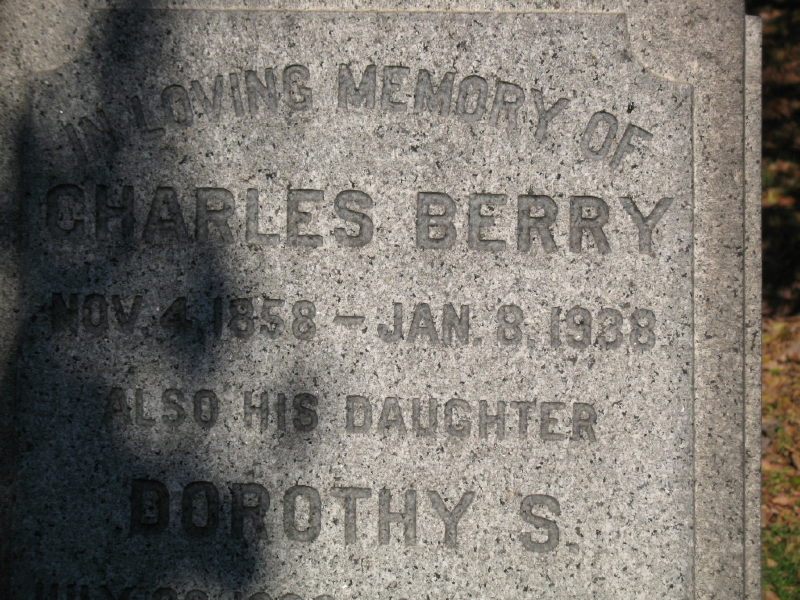 IN LOVING MEMORY OF
CHARLES BERRY
NOV. 4, 1858 – JAN. 8, 1938
ALSO HIS DAUGHTER
DOROTHY S.